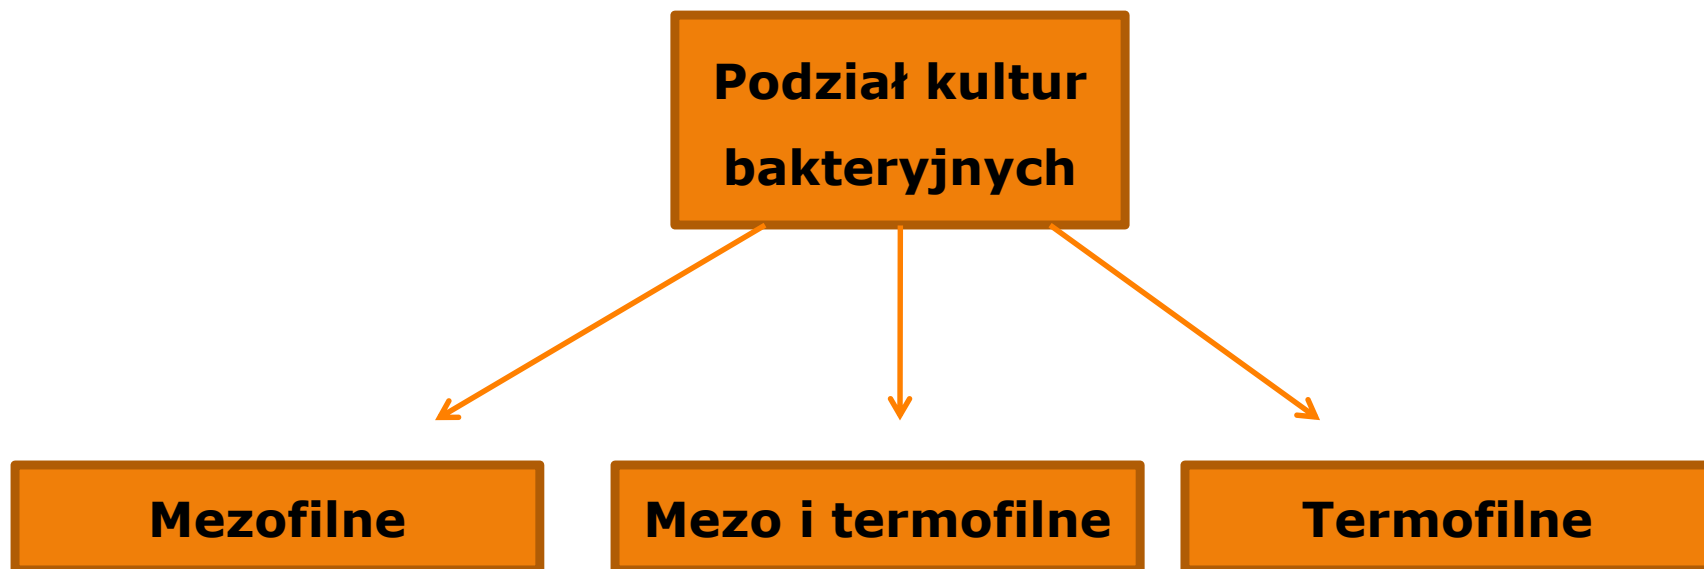 Podział kultur
bakteryjnych
Mezofilne
Mezo i termofilne
Termofilne